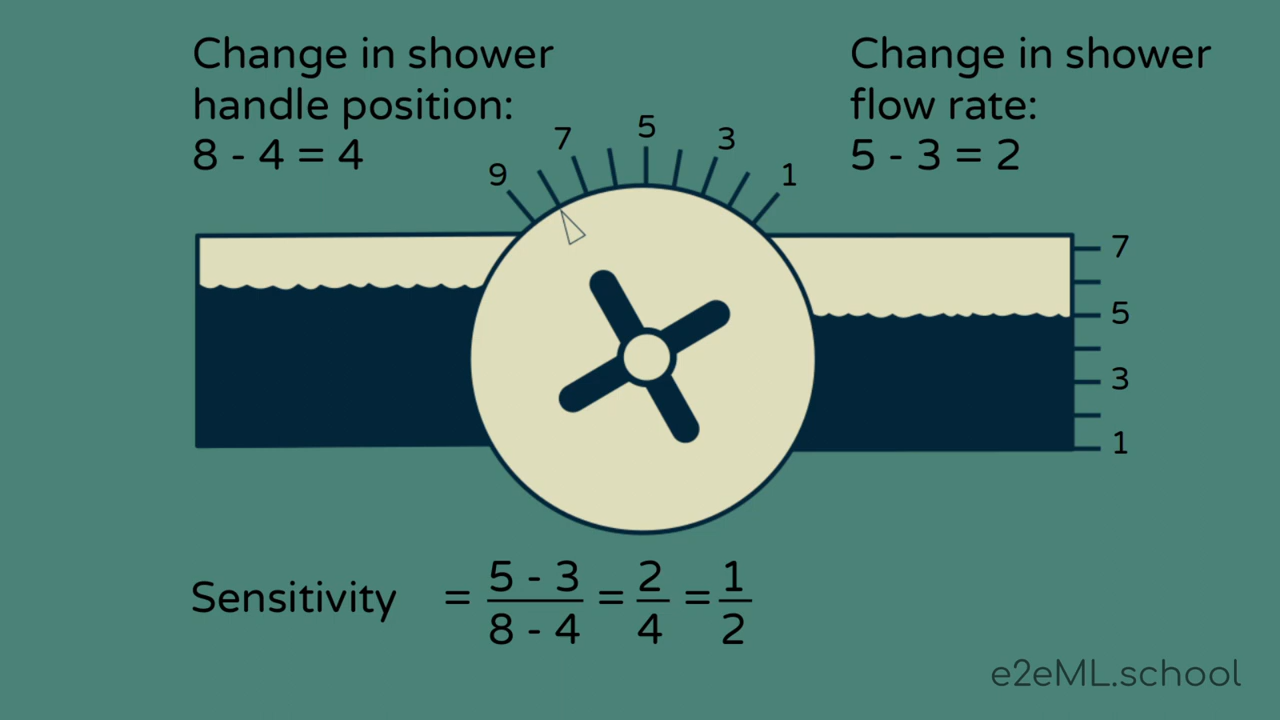 Change in shower
handle position:
8 - 4 = 4
Change in shower
flow rate:
5 - 3 = 2
9 7 5 3 1
7
5
3
1
Sensitivity = 5 - 3 / 8 - 4 = 2 / 4 = 1 / 2
e2eML.school